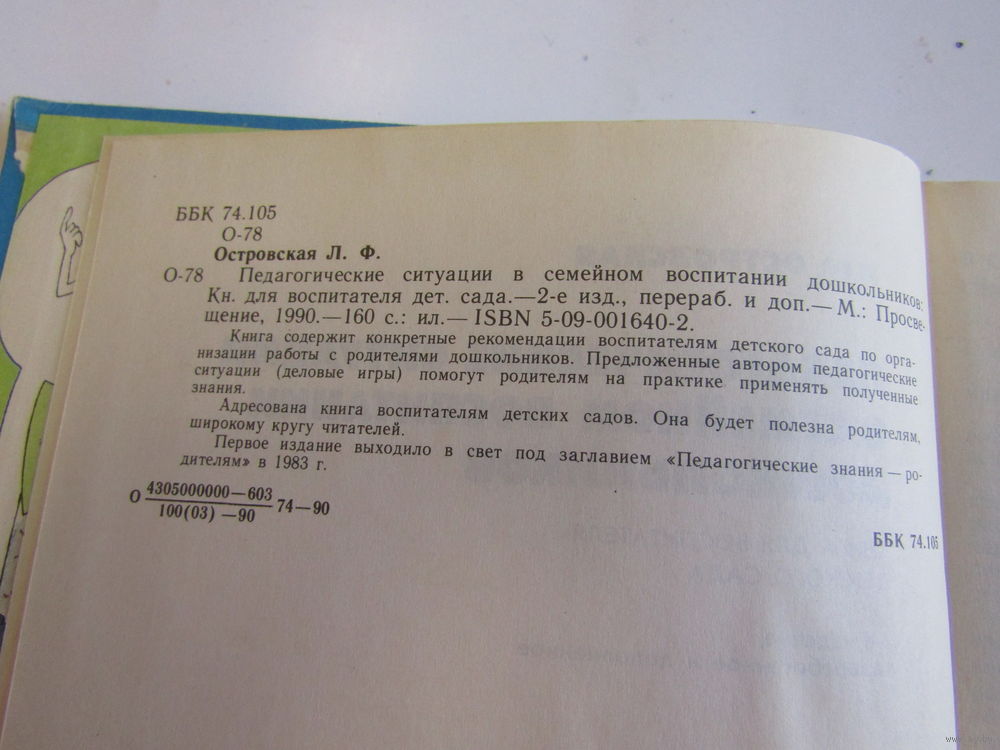 ББК 74.105
О-78
Островская Л. Ф.
О-78 Педагогические ситуации в семейном воспитании дошкольников:
Кн. для воспитателя дет. сада.—2-е изд., перераб. и доп.— М.: Просве-
щение, 1990.—160 с.: ил.— ISBN 5-09-001640-2.
Книга содержит конкретные рекомендации воспитателям детского сада по орга-
низации работы с родителями дошкольников. Предложенные автором педагогические
ситуации (деловые игры) помогут родителям на практике применять полученные
знания.
Адресована книга воспитателям детских садов. Она будет полезна родителям,
широкому кругу читателей.
Первое издание выходило в свет под заглавием «Педагогические знания — ро-
дителям» в 1983 г.
О 4305000000—603
100(03) —90 74—90
ББК 74.105